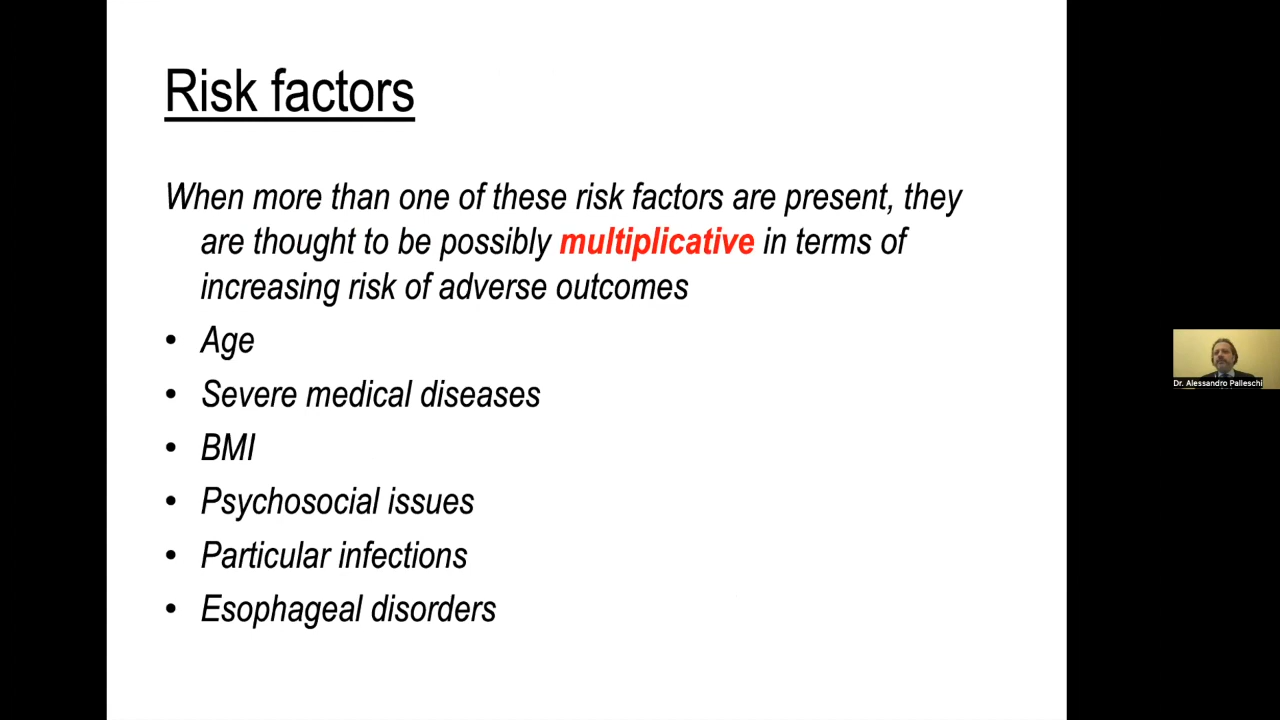 Risk factors
When more than one of these risk factors are present, they
are thought to be possibly multiplicative in terms of
increasing risk of adverse outcomes
• Age
• Severe medical diseases
• BMI
• Psychosocial issues
• Particular infections
• Esophageal disorders
Dr. Alessandro Palleschi